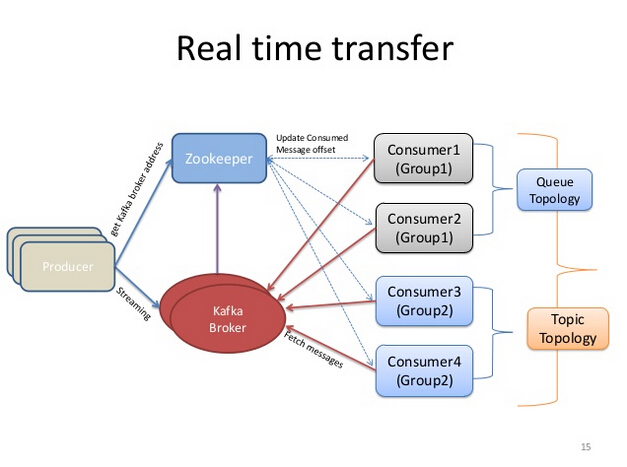 Real time transfer
get Kafka broker address
Zookeeper
Update Consumed
Message offset
Consumer1
(Group1)
Queue
Topology
Consumer2
(Group1)
Producer
Streaming
Kafka
Broker
Fetch messages
Consumer3
(Group2)
Topic
Topology
Consumer4
(Group2)
15